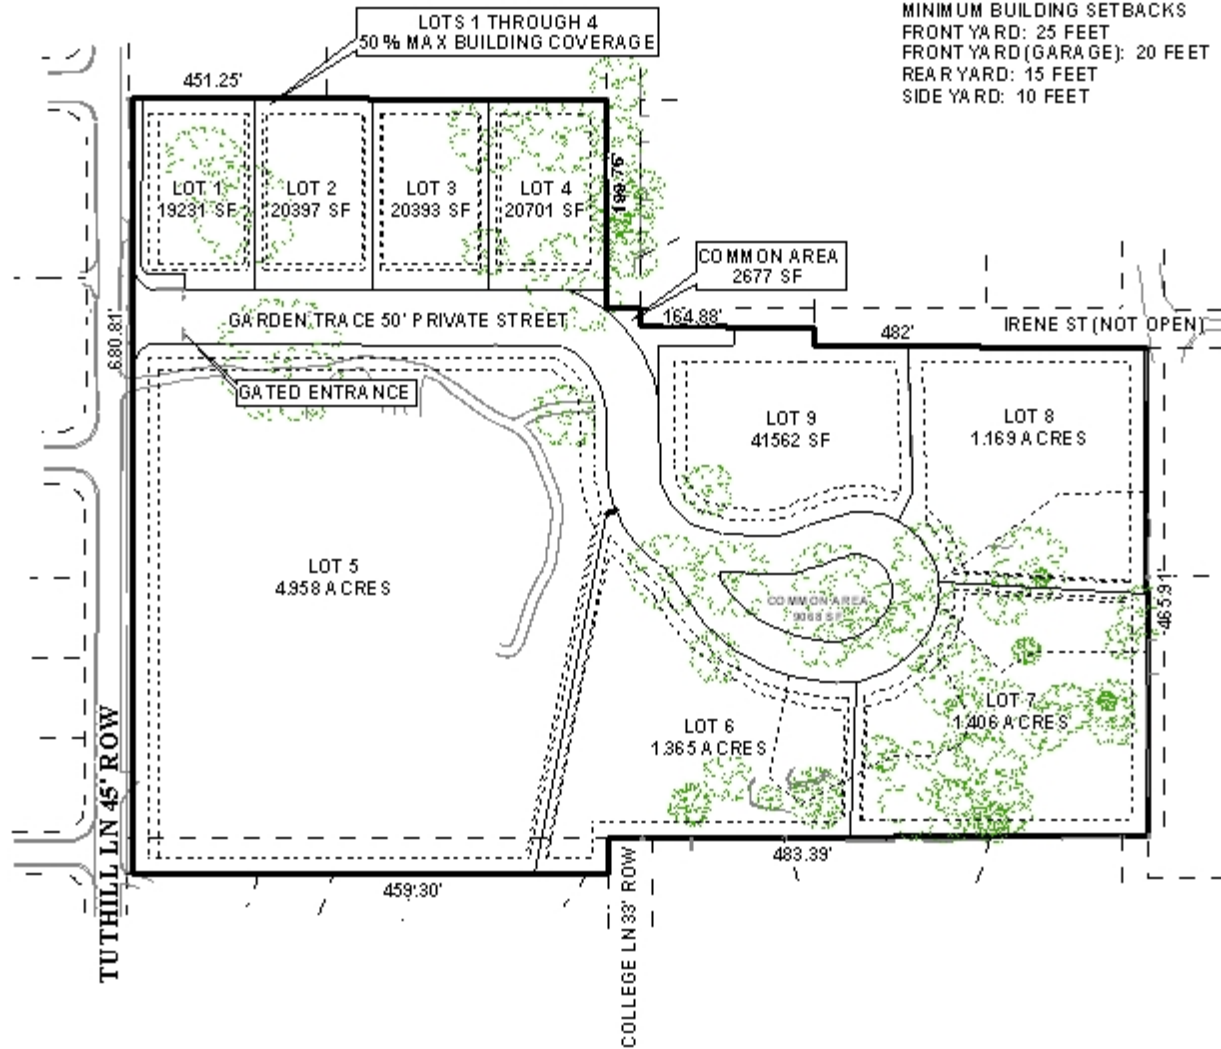 MINIMUM BUILDING SETBACKS
FRONT YARD: 25 FEET
FRONT YARD (GARAGE): 20 FEET
REAR YARD: 15 FEET
SIDE YARD: 10 FEET
LOTS 1 THROUGH 4
50% MAX BUILDING COVERAGE
451.25'
LOT 1
19231 SF
LOT 2
20397 SF
LOT 3
20393 SF
LOT 4
20701 SF
199.76
COMMON AREA
2677 SF
680.81'
GARDEN TRACE 50' PRIVATE STREET
164.88'
482'
IRENE ST (NOT OPEN)
GATED ENTRANCE
LOT 9
41562 SF
LOT 8
1.169 ACRES
LOT 5
4.958 ACRES
COMMON AREA
9068 SF
465.91'
LOT 6
1.365 ACRES
LOT 7
1.406 ACRES
TUTHILL LN 45' ROW
459.30'
483.39'
COLLEGE LN 33' ROW